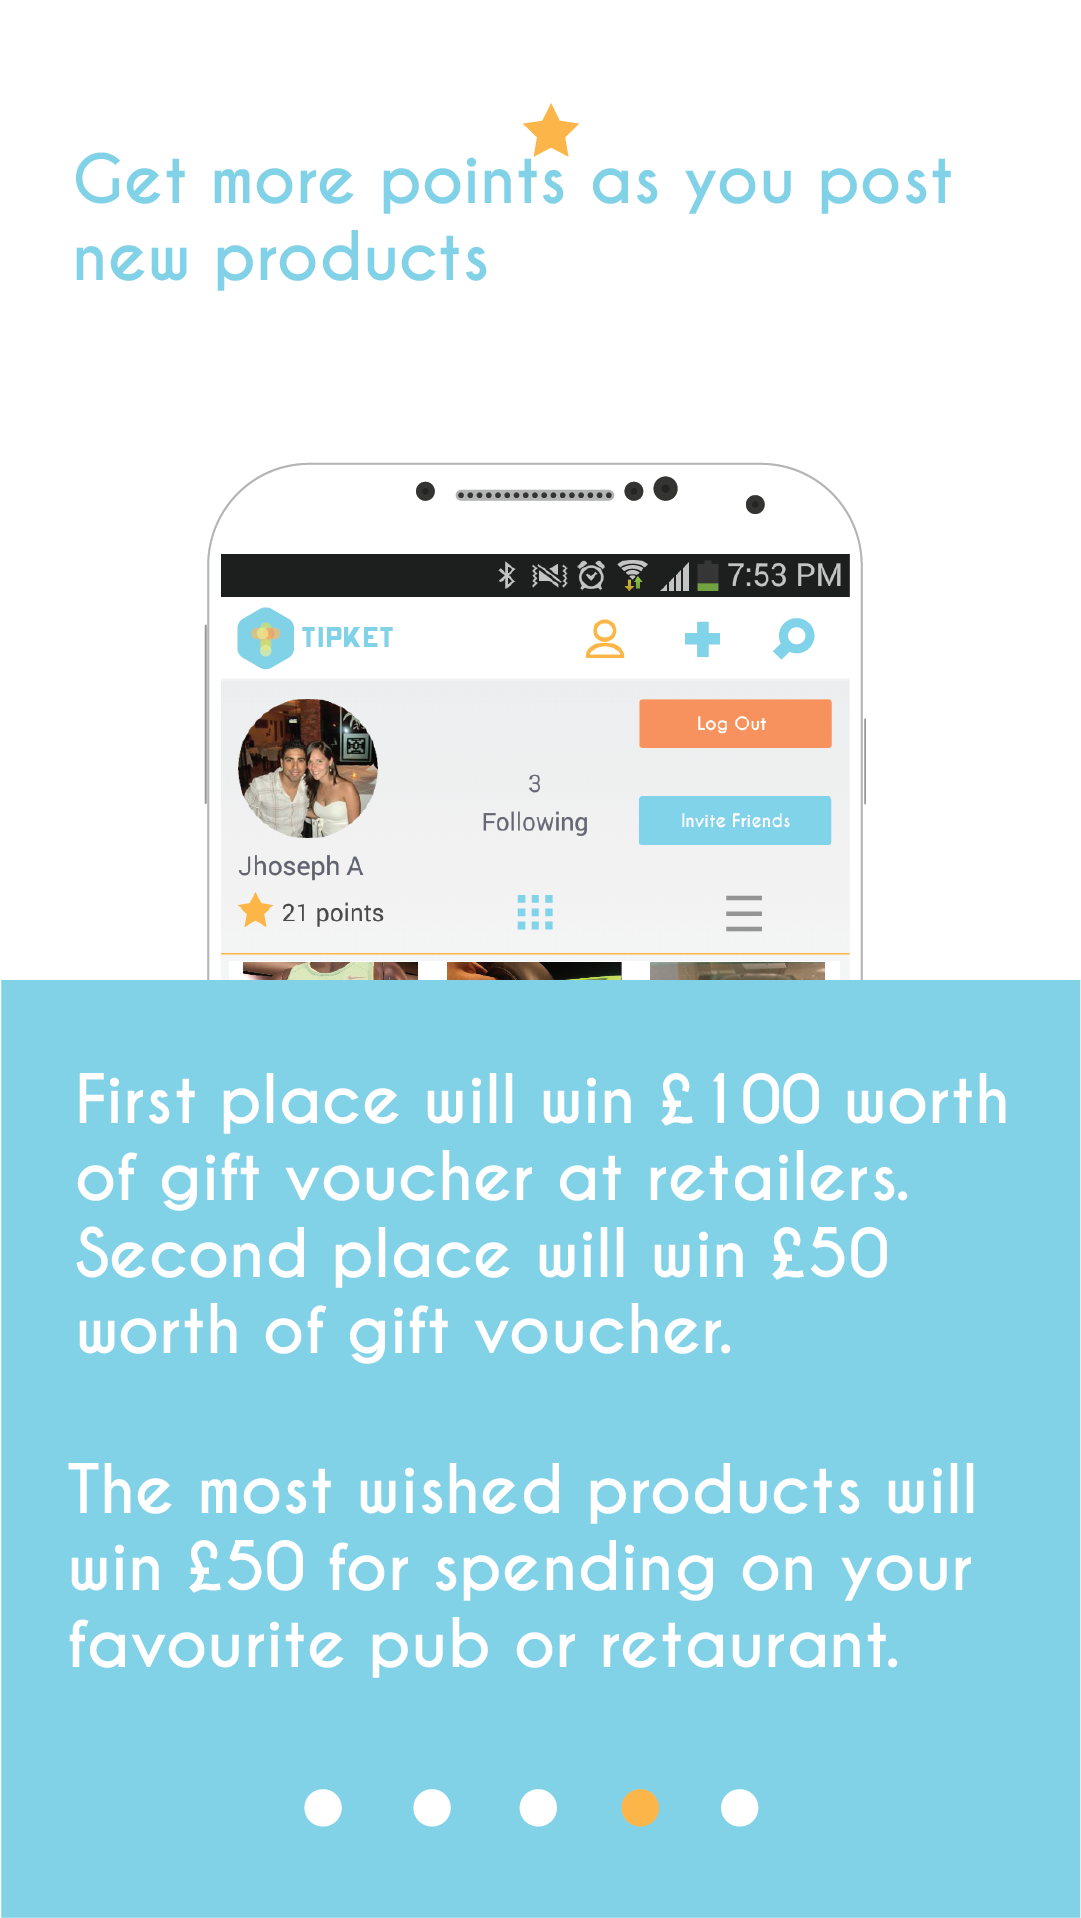 Get more points as you post
new products
7:53 PM
TIPKET
Log Out
3
Following
Invite Friends
Jhoseph A
21 points
First place will win £100 worth
of gift voucher at retailers.
Second place will win £50
worth of gift voucher.
The most wished products will
win £50 for spending on your
favourite pub or retaurant.